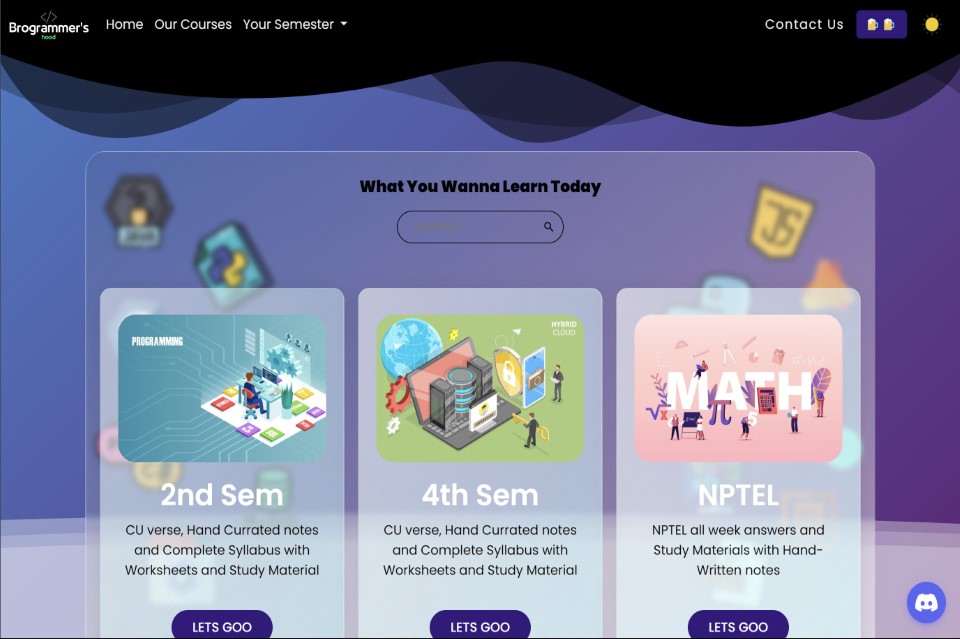 Brogrammer's
hood
Home Our Courses Your Semester
Contact Us
What You Wanna Learn Today
PROGRAMMING
2nd Sem
CU verse, Hand Currated notes
and Complete Syllabus with
Worksheets and Study Material
LETS GOO
HYBRID
CLOUD
4th Sem
CU verse, Hand Currated notes
and Complete Syllabus with
Worksheets and Study Material
LETS GOO
MATH
NPTEL
NPTEL all week answers and
Study Materials with Hand-
Written notes
LETS GOO
JS